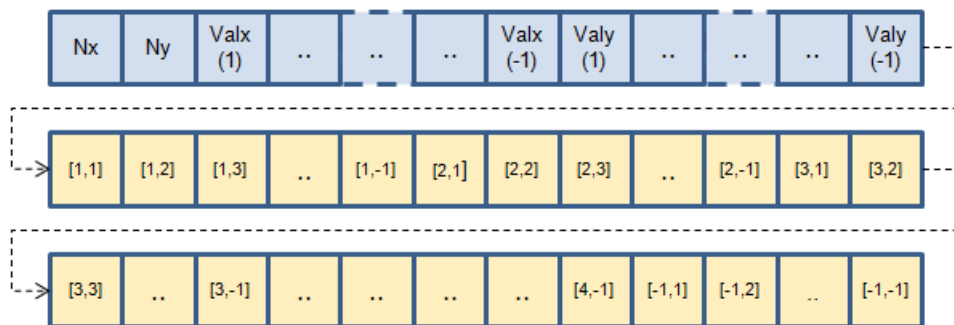 Nx Ny Valx (1) .. .. .. Valx (-1) Valy (1) .. .. .. Valy (-1)
[1,1] [1,2] [1,3] .. [1,-1] [2,1] [2,2] [2,3] .. [2,-1] [3,1] [3,2]
[3,3] .. [3,-1] .. .. .. .. [4,-1] [-1,1] [-1,2] .. [-1,-1]